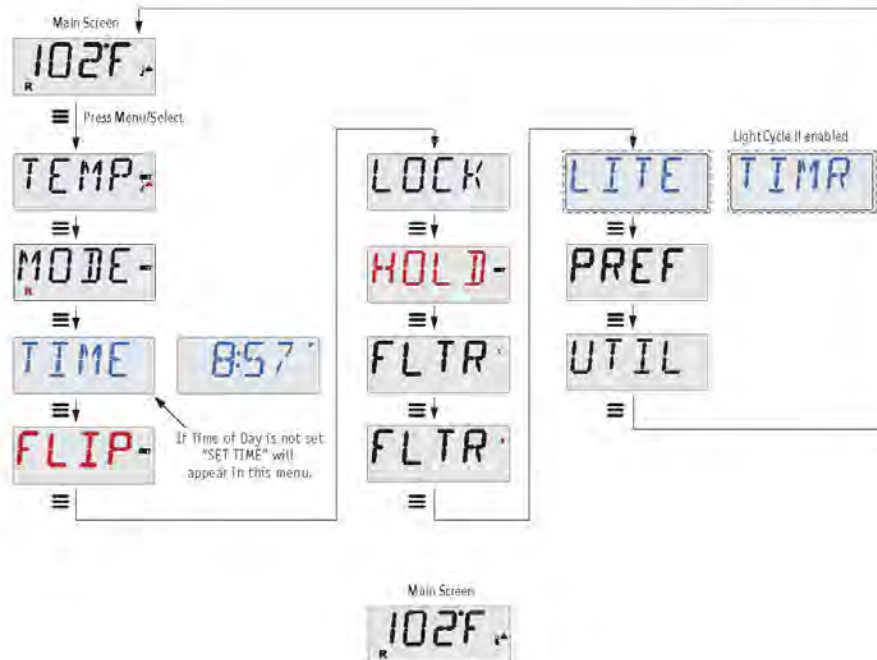 Main Screen
102°F
R
Press Menu/Select
TEMP
MODE
R
TIME
8:57
If Time of Day is not set
"SET TIME" will
appear in this menu.
FLIP
LOCK
HOLD
FLTR
FLTR
Light Cycle if enabled
LITE
TIMR
PREF
UTIL
Main Screen
102°F
R